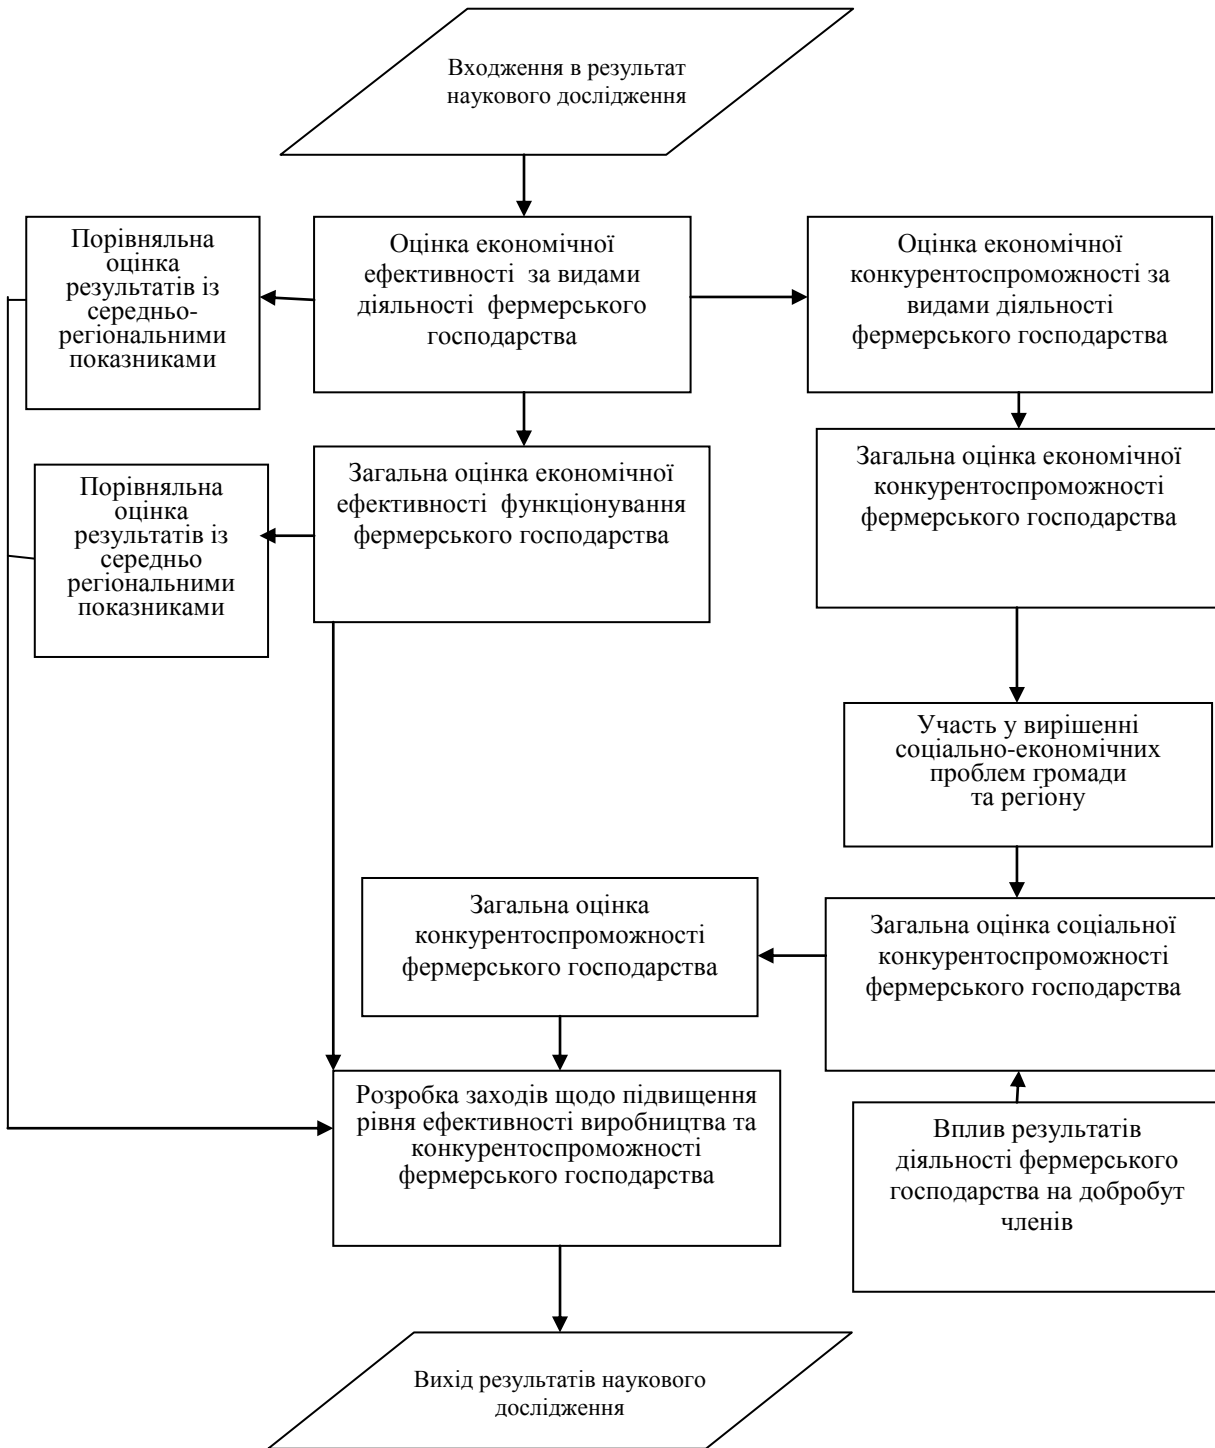 Входження в результат
наукового дослідження
Порівняльна
оцінка
результатів із
середньо-
регіональними
показниками
Оцінка економічної
ефективності за видами
діяльності фермерського
господарства
Оцінка економічної
конкурентоспроможності за
видами діяльності
фермерського господарства
Порівняльна
оцінка
результатів із
середньо
регіональними
показниками
Загальна оцінка економічної
ефективності функціонування
фермерського господарства
Загальна оцінка економічної
конкурентоспроможності
фермерського господарства
Участь у вирішенні
соціально-економічних
проблем громади
та регіону
Загальна оцінка
конкурентоспроможності
фермерського господарства
Загальна оцінка соціальної
конкурентоспроможності
фермерського господарства
Розробка заходів щодо підвищення
рівня ефективності виробництва та
конкурентоспроможності
фермерського господарства
Вплив результатів
діяльності фермерського
господарства на добробут
членів
Вихід результатів наукового
дослідження